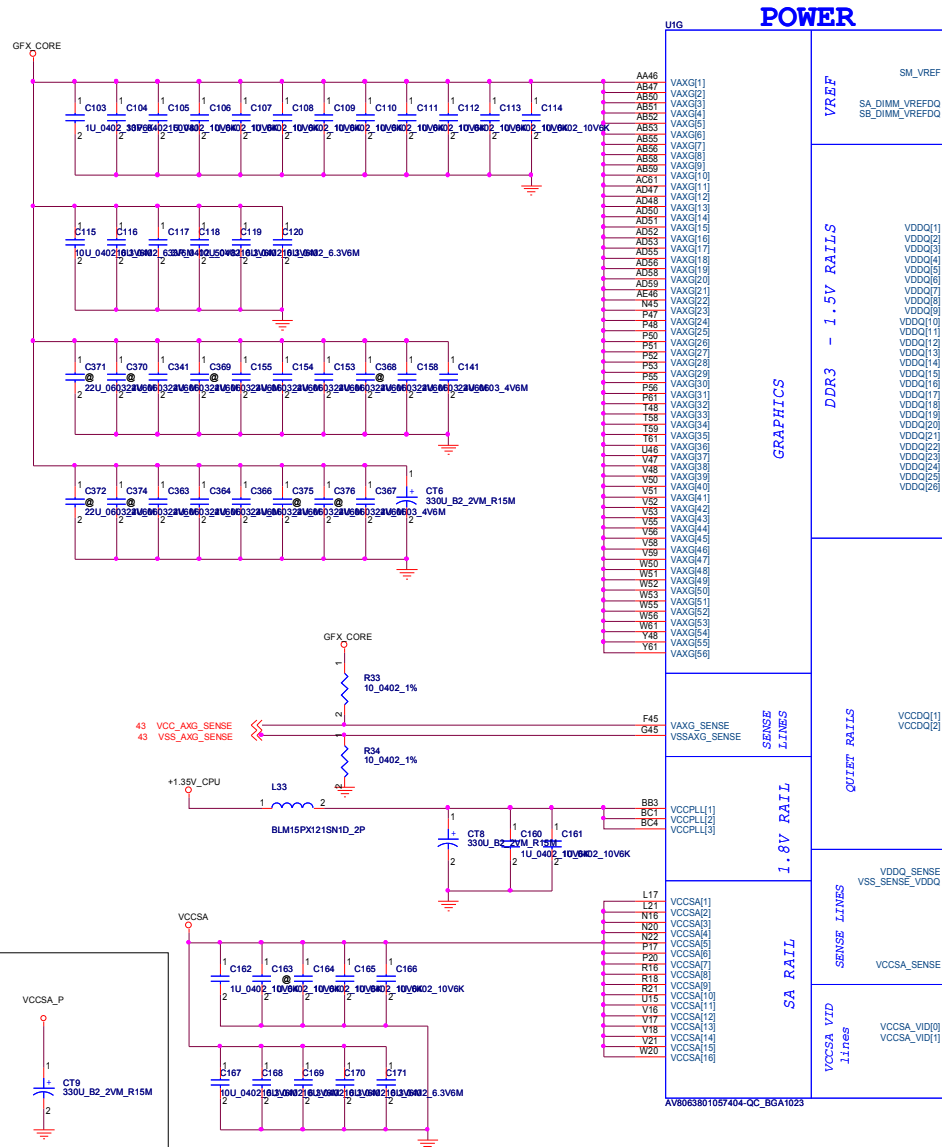 POWER
U1G
GFX_CORE
AA46 VAXG[1]
AB47 VAXG[2]
AB50 VAXG[3]
AB51 VAXG[4]
AB52 VAXG[5]
AB53 VAXG[6]
AB55 VAXG[7]
AB56 VAXG[8]
AB58 VAXG[9]
AB59 VAXG[10]
AC61 VAXG[11]
AD47 VAXG[12]
AD48 VAXG[13]
AD50 VAXG[14]
AD51 VAXG[15]
AD52 VAXG[16]
AD53 VAXG[17]
AD55 VAXG[18]
AD56 VAXG[19]
AD58 VAXG[20]
AD59 VAXG[21]
AE46 VAXG[22]
N45 VAXG[23]
P47 VAXG[24]
P48 VAXG[25]
P50 VAXG[26]
P51 VAXG[27]
P52 VAXG[28]
P53 VAXG[29]
P55 VAXG[30]
P56 VAXG[31]
P61 VAXG[32]
T48 VAXG[33]
T58 VAXG[34]
T59 VAXG[35]
T61 VAXG[36]
U46 VAXG[37]
V47 VAXG[38]
V48 VAXG[39]
V50 VAXG[40]
V51 VAXG[41]
V52 VAXG[42]
V53 VAXG[43]
V55 VAXG[44]
V56 VAXG[45]
V58 VAXG[46]
V59 VAXG[47]
W50 VAXG[48]
W51 VAXG[49]
W52 VAXG[50]
W53 VAXG[51]
W55 VAXG[52]
W56 VAXG[53]
W61 VAXG[54]
Y48 VAXG[55]
Y61 VAXG[56]
GRAPHICS
VREF
SM_VREF
SA_DIMM_VREFDQ
SB_DIMM_VREFDQ
DDR3 - 1.5V RAILS
VDDQ[1]
VDDQ[2]
VDDQ[3]
VDDQ[4]
VDDQ[5]
VDDQ[6]
VDDQ[7]
VDDQ[8]
VDDQ[9]
VDDQ[10]
VDDQ[11]
VDDQ[12]
VDDQ[13]
VDDQ[14]
VDDQ[15]
VDDQ[16]
VDDQ[17]
VDDQ[18]
VDDQ[19]
VDDQ[20]
VDDQ[21]
VDDQ[22]
VDDQ[23]
VDDQ[24]
VDDQ[25]
VDDQ[26]
C103 C104 C105 C106 C107 C108 C109 C110 C111 C112 C113 C114
C115 C116 C117 C118 C119 C120
C371 C370 C341 C369 C155 C154 C153 C368 C158 C141
@ @ @
C372 C374 C363 C364 C366 C375 C376 C367 CT6
@ @ @ @
330U_B2_2VM_R15M
GFX_CORE
R33
10_0402_1%
43 VCC_AXG_SENSE
43 VSS_AXG_SENSE
F45 VAXG_SENSE
G45 VSSAXG_SENSE
SENSE
LINES
R34
10_0402_1%
QUIET RAILS
VCCDQ[1]
VCCDQ[2]
+1.35V_CPU
L33
1 2
BLM15PX121SN1D_2P
BB3 VCCPLL[1]
BC1 VCCPLL[2]
BC4 VCCPLL[3]
1.8V RAIL
CT8 C160 C161
SENSE LINES
VDDQ_SENSE
VSS_SENSE_VDDQ
VCCSA_SENSE
VCCSA
L17 VCCSA[1]
L21 VCCSA[2]
N16 VCCSA[3]
N20 VCCSA[4]
N22 VCCSA[5]
P17 VCCSA[6]
P20 VCCSA[7]
R16 VCCSA[8]
R18 VCCSA[9]
R21 VCCSA[10]
U15 VCCSA[11]
V16 VCCSA[12]
V17 VCCSA[13]
V18 VCCSA[14]
V21 VCCSA[15]
W20 VCCSA[16]
SA RAIL
C162 C163 C164 C165 C166
@
C167 C168 C169 C170 C171
VCCSA VID
lines
VCCSA_VID[0]
VCCSA_VID[1]
VCCSA_P
CT9
330U_B2_2VM_R15M
AV8063801057404-QC_BGA1023